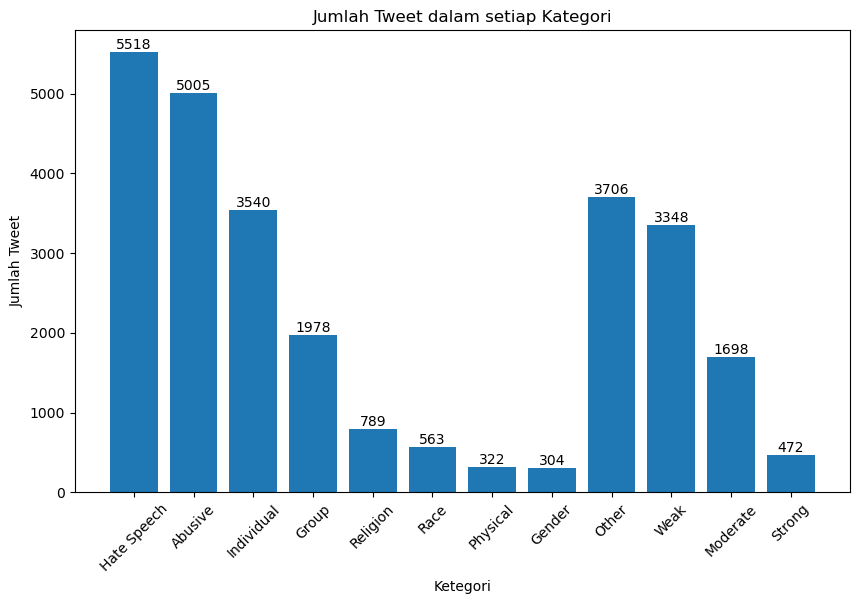 Jumlah Tweet dalam setiap Kategori
Jumlah Tweet
5000
4000
3000
2000
1000
0
5518
5005
3540
1978
789
563
322
304
3706
3348
1698
472
Hate Speech
Abusive
Individual
Group
Religion
Race
Physical
Gender
Other
Weak
Moderate
Strong
Ketegori